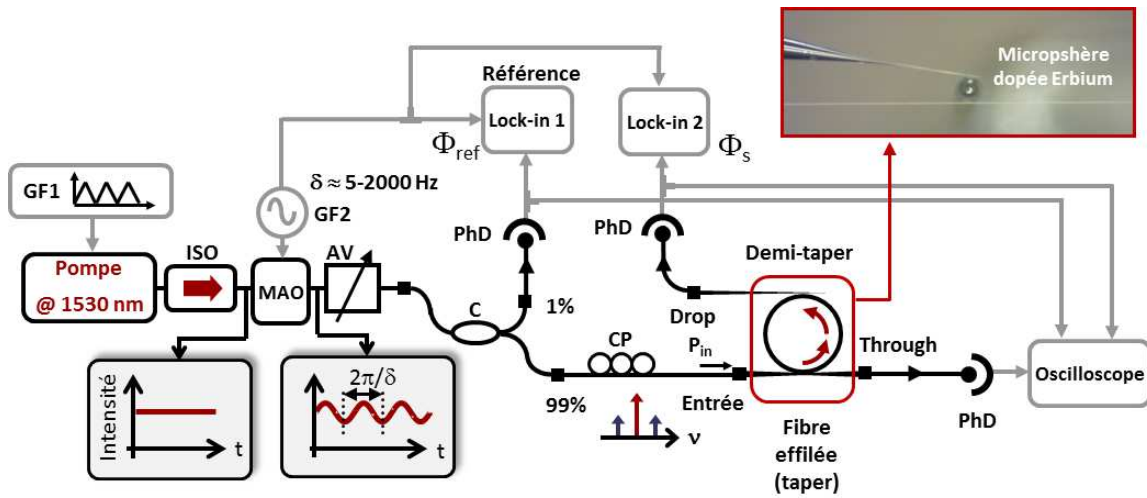 Référence
Lock-in 1
Lock-in 2
Φref
Φs
Micropshère
dopée Erbium
GF1
δ ≈ 5-2000 Hz
GF2
PhD
PhD
ISO
AV
Demi-taper
Pompe
@ 1530 nm
MAO
C
1%
Drop
CP
Pin
Through
Oscilloscope
99%
Entrée
PhD
Intensité
t
2π/δ
t
ν
Fibre
effilée
(taper)